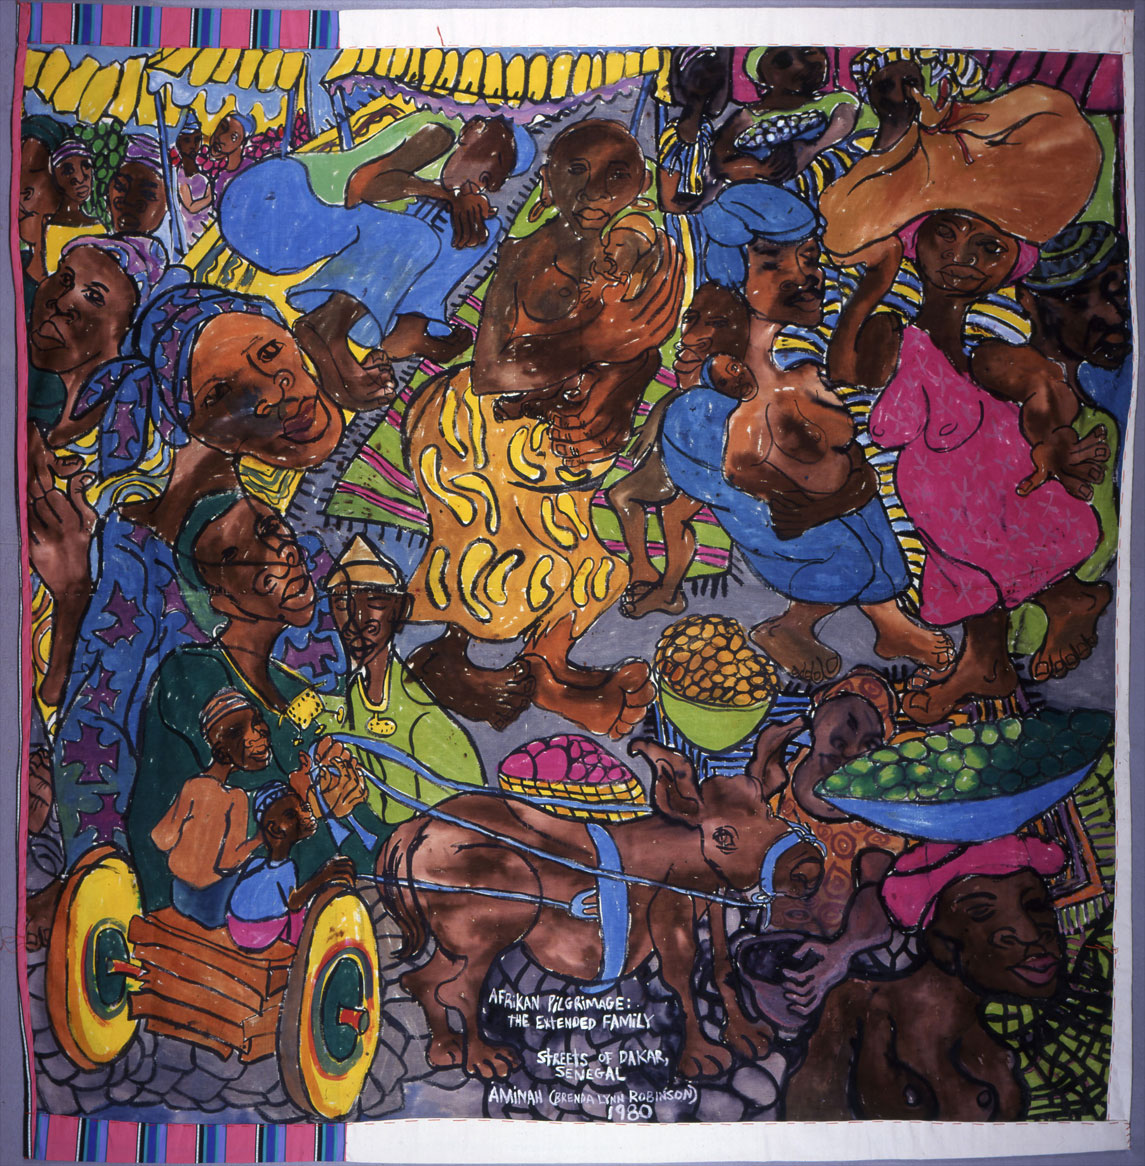 AFRIKAN PILGRIMAGE:
THE EXTENDED FAMILY
STREETS OF DAKAR,
SENEGAL
AMINAH (BRENDA LYNN ROBINSON)
1980